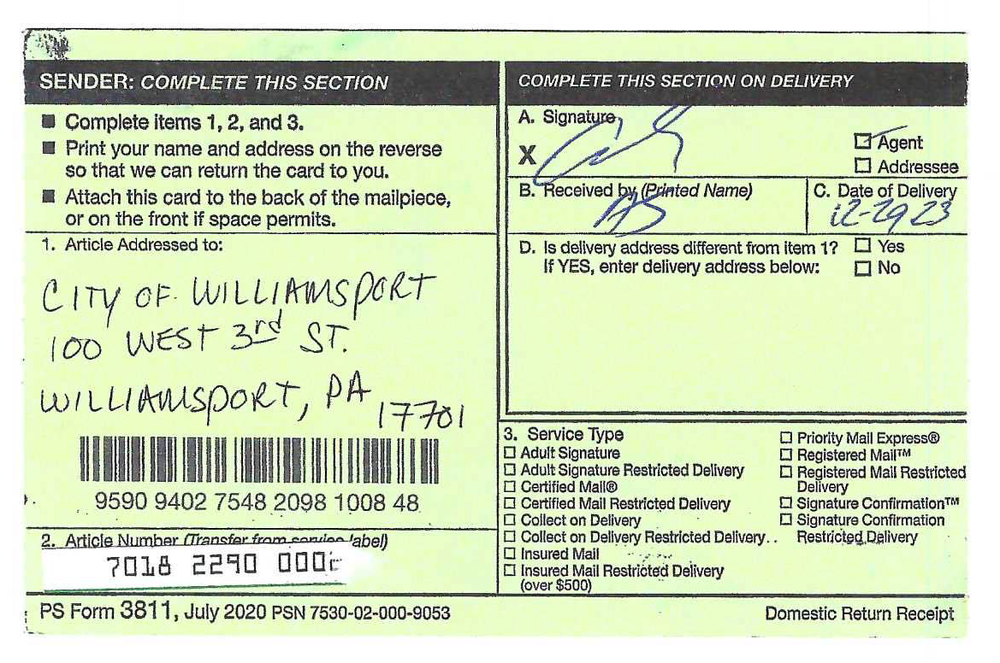 SENDER: COMPLETE THIS SECTION
■ Complete items 1, 2, and 3.
■ Print your name and address on the reverse
so that we can return the card to you.
■ Attach this card to the back of the mailpiece,
or on the front if space permits.
1. Article Addressed to:
CITY OF WILLIAMSPORT
100 WEST 3rd ST.
WILLIAMSPORT, PA
17701
9590 9402 7548 2098 1008 48
2. Article Number (Transfer from service label)
7018 2290 000
PS Form 3811, July 2020 PSN 7530-02-000-9053
COMPLETE THIS SECTION ON DELIVERY
A. Signature
X
☐ Agent
☐ Addressee
B. Received by (Printed Name)
AS
C. Date of Delivery
12-29 23
D. Is delivery address different from item 1? ☐ Yes
If YES, enter delivery address below: ☐ No
3. Service Type
☐ Adult Signature
☐ Adult Signature Restricted Delivery
☐ Certified Mail®
☐ Certified Mail Restricted Delivery
☐ Collect on Delivery
☐ Collect on Delivery Restricted Delivery
☐ Insured Mail
☐ Insured Mail Restricted Delivery
(over $500)
☐ Priority Mail Express®
☐ Registered Mail™
☐ Registered Mail Restricted
Delivery
☐ Signature Confirmation™
☐ Signature Confirmation
Restricted Delivery
Domestic Return Receipt